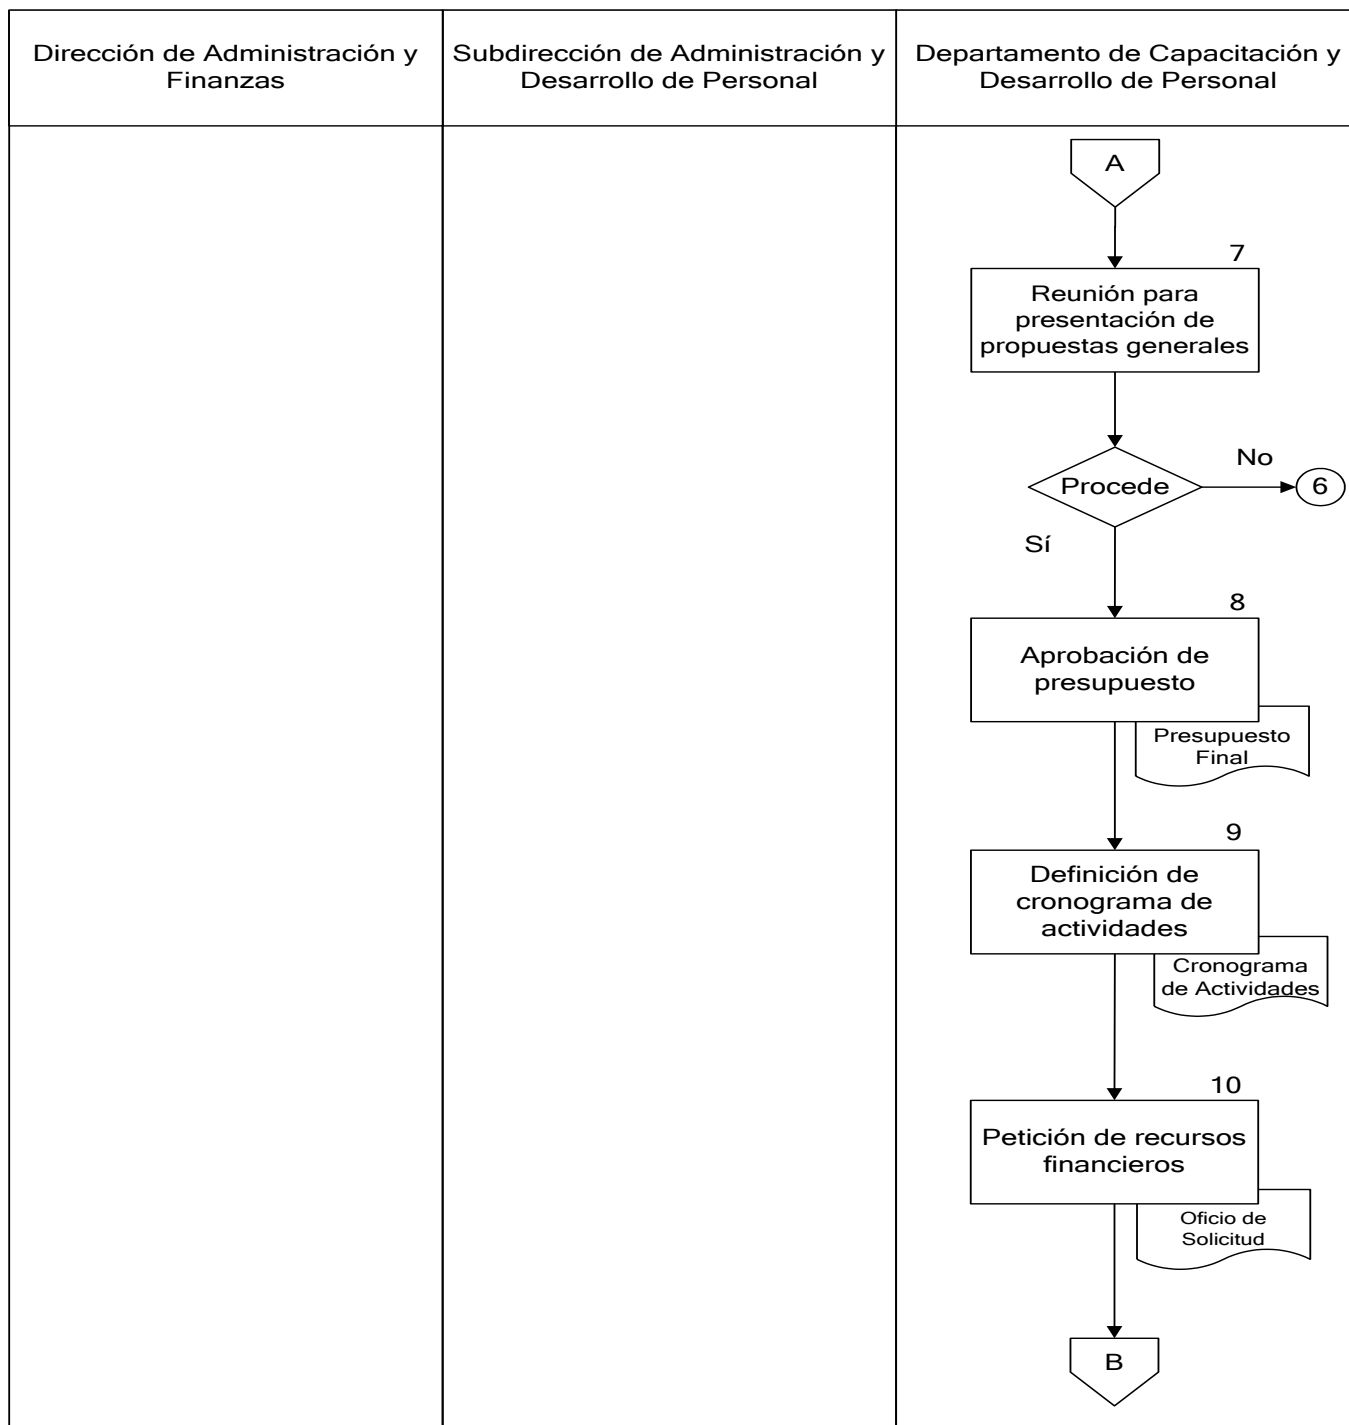 Dirección de Administración y
Finanzas
Subdirección de Administración y
Desarrollo de Personal
Departamento de Capacitación y
Desarrollo de Personal
A
7
Reunión para
presentación de
propuestas generales
No
Procede
6
Sí
8
Aprobación de
presupuesto
Presupuesto
Final
9
Definición de
cronograma de
actividades
Cronograma
de Actividades
10
Petición de recursos
financieros
Oficio de
Solicitud
B